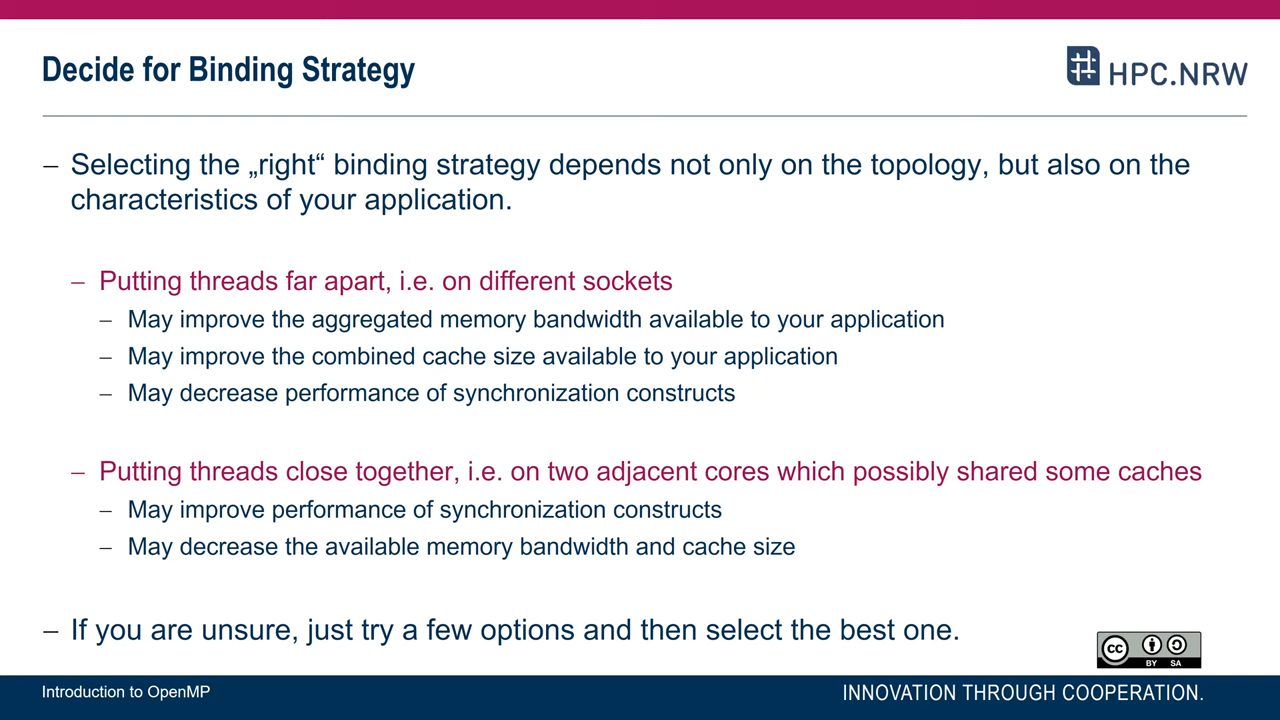 Decide for Binding Strategy
HPC.NRW
– Selecting the „right“ binding strategy depends not only on the topology, but also on the
characteristics of your application.
– Putting threads far apart, i.e. on different sockets
– May improve the aggregated memory bandwidth available to your application
– May improve the combined cache size available to your application
– May decrease performance of synchronization constructs
– Putting threads close together, i.e. on two adjacent cores which possibly shared some caches
– May improve performance of synchronization constructs
– May decrease the available memory bandwidth and cache size
– If you are unsure, just try a few options and then select the best one.
cc
BY SA
Introduction to OpenMP
INNOVATION THROUGH COOPERATION.